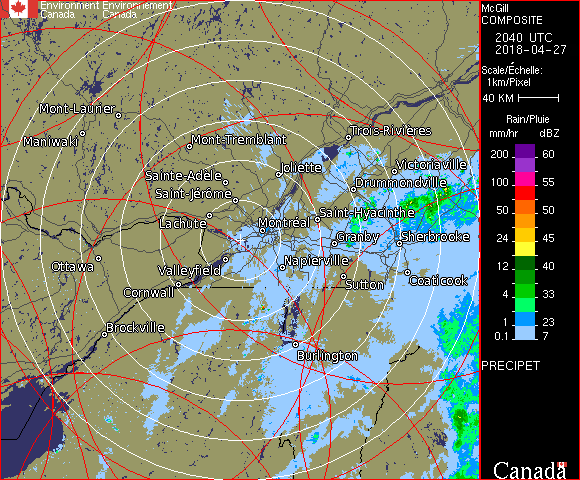 Environment Environnement
Canada Canada
Mont-Laurier
Maniwaki
Mont-Tremblant
Trois-Rivières
Joliette
Victoriaville
Sainte-Adèle
Drummondville
Saint-Jérôme
Lachute
Saint-Hyacinthe
Montréal
Granby
Sherbrooke
Ottawa
Valleyfield
Napierville
Coaticook
Cornwall
Sutton
Brockville
Burlington
McGill
COMPOSITE
2040 UTC
2018-04-27
Scale/Échelle:
1km/Pixel
40 KM
Rain/Pluie
mm/hr dBZ
200 60
100 55
50 50
24 45
12 40
4 33
1 23
0.1 7
PRECIPET
Canada